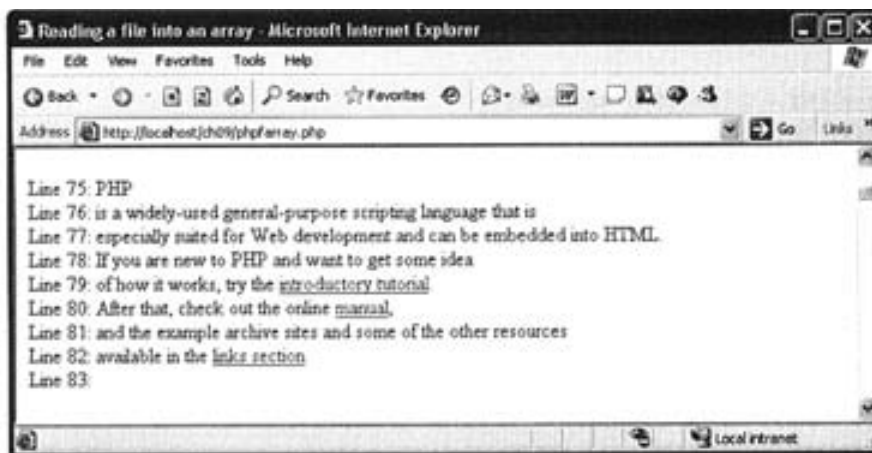 Reading a file into an array - Microsoft Internet Explorer
File Edit View Favorites Tools Help
Back Search Favorites
Address http://localhost/ch09/phpfarray.php Go Links »
Line 75: PHP
Line 76: is a widely-used general-purpose scripting language that is
Line 77: especially suited for Web development and can be embedded into HTML.
Line 78: If you are new to PHP and want to get some idea
Line 79: of how it works, try the introductory tutorial
Line 80: After that, check out the online manual,
Line 81: and the example archive sites and some of the other resources
Line 82: available in the links section
Line 83:
Local intranet